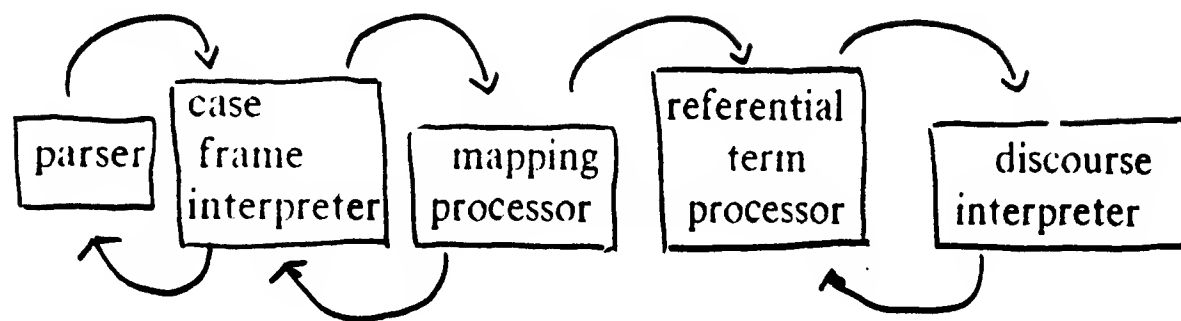 parser
case
frame
interpreter
mapping
processor
referential
term
processor
discourse
interpreter